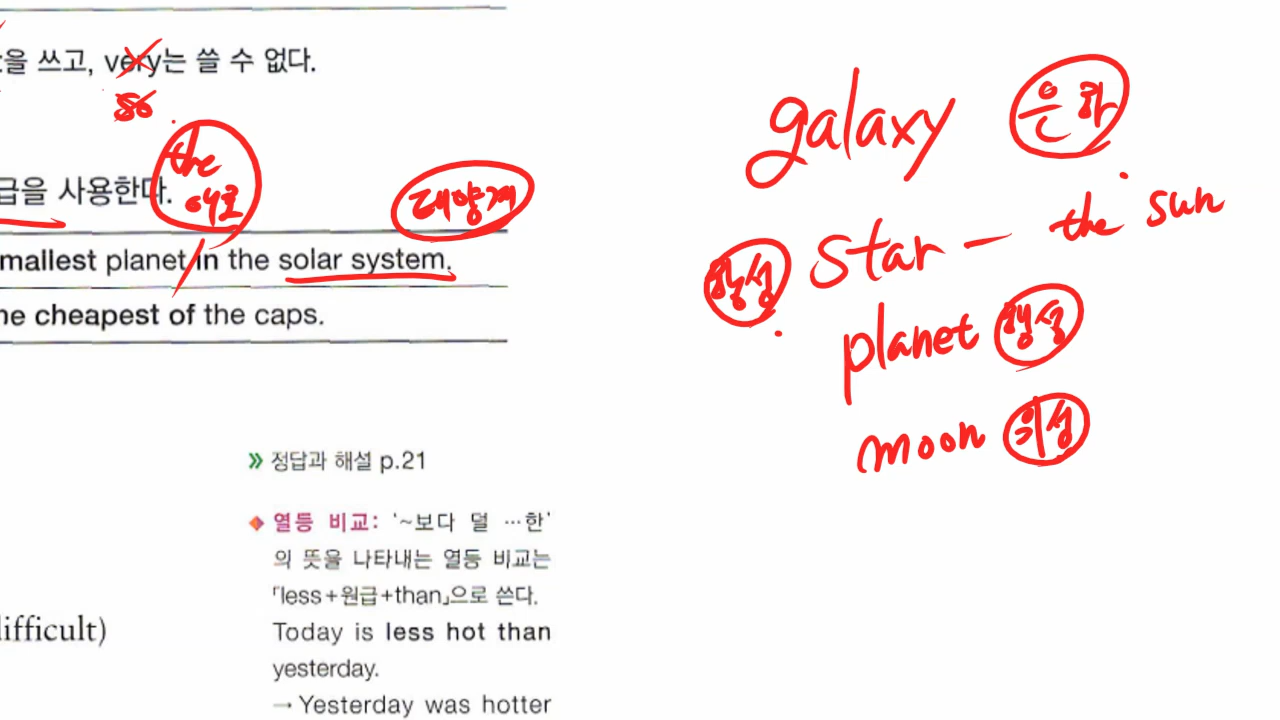 을 쓰고, very는 쓸 수 없다.
so
the
급을 사용한다.
태양계
mallest planet in the solar system.
he cheapest of the caps.
galaxy 은하
항성 star - the sun
planet 행성
moon 위성
» 정답과 해설 p.21
◆ 열등 비교: '~보다 덜 …한'
의 뜻을 나타내는 열등 비교는
「less+원급+than」으로 쓴다.
Today is less hot than
yesterday.
→ Yesterday was hotter
ifficult)